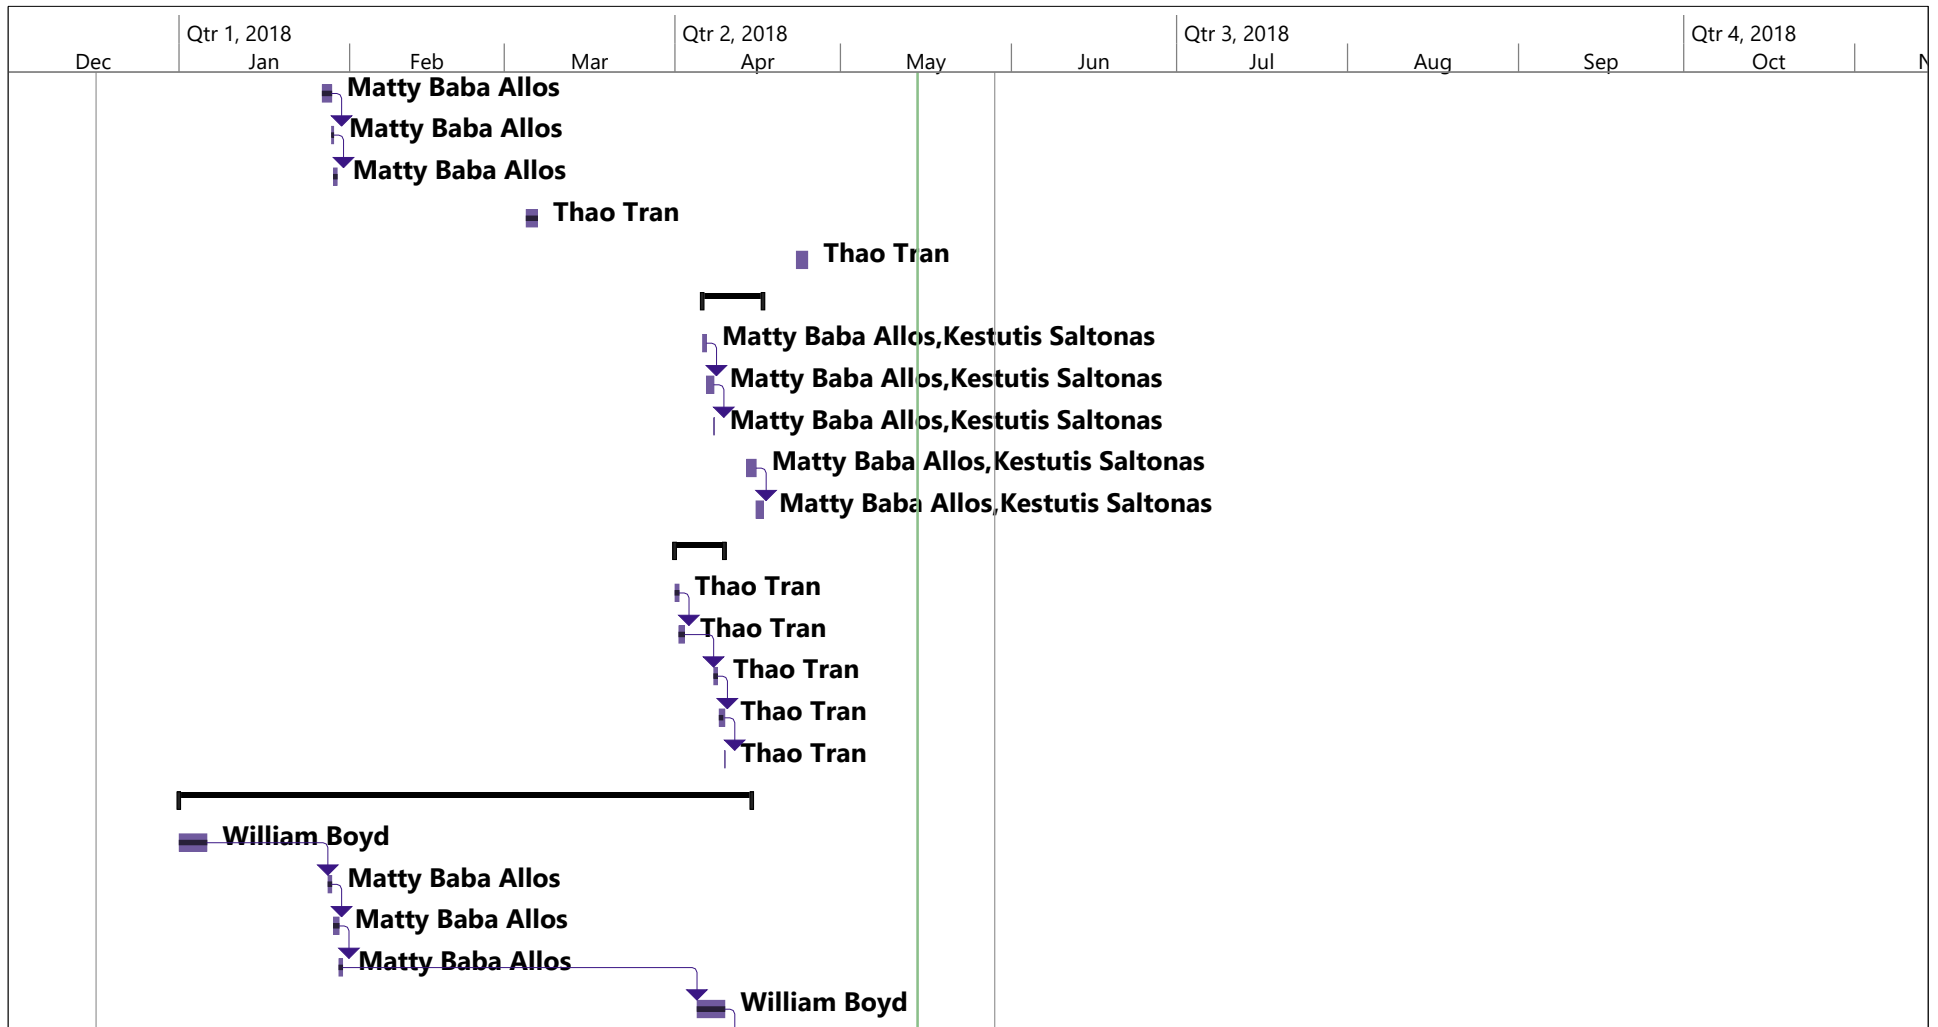 Qtr 1, 2018 Qtr 2, 2018 Qtr 3, 2018 Qtr 4, 2018
Dec Jan Feb Mar Apr May Jun Jul Aug Sep Oct N
Matty Baba Allos
Matty Baba Allos
Matty Baba Allos
Thao Tran
Thao Tran
Matty Baba Allos,Kestutis Saltonas
Matty Baba Allos,Kestutis Saltonas
Matty Baba Allos,Kestutis Saltonas
Matty Baba Allos,Kestutis Saltonas
Matty Baba Allos,Kestutis Saltonas
Thao Tran
Thao Tran
Thao Tran
Thao Tran
Thao Tran
William Boyd
Matty Baba Allos
Matty Baba Allos
Matty Baba Allos
William Boyd